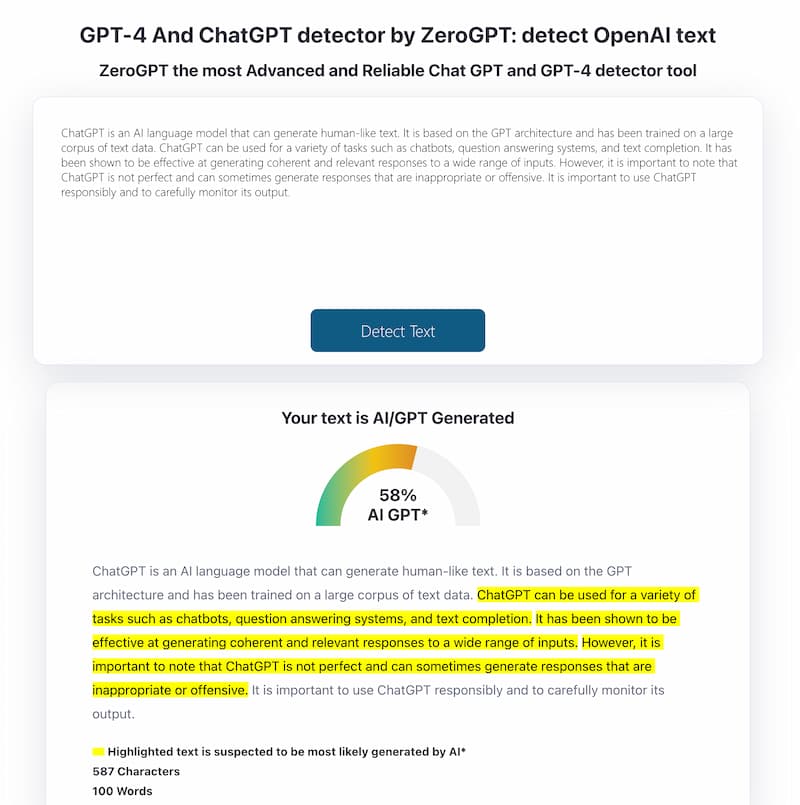 GPT-4 And ChatGPT detector by ZeroGPT: detect OpenAI text
ZeroGPT the most Advanced and Reliable Chat GPT and GPT-4 detector tool
ChatGPT is an AI language model that can generate human-like text. It is based on the GPT architecture and has been trained on a large
corpus of text data. ChatGPT can be used for a variety of tasks such as chatbots, question answering systems, and text completion. It has
been shown to be effective at generating coherent and relevant responses to a wide range of inputs. However, it is important to note that
ChatGPT is not perfect and can sometimes generate responses that are inappropriate or offensive. It is important to use ChatGPT
responsibly and to carefully monitor its output.
Detect Text
Your text is AI/GPT Generated
58%
AI GPT*
ChatGPT is an AI language model that can generate human-like text. It is based on the GPT
architecture and has been trained on a large corpus of text data. ChatGPT can be used for a variety of
tasks such as chatbots, question answering systems, and text completion. It has been shown to be
effective at generating coherent and relevant responses to a wide range of inputs. However, it is
important to note that ChatGPT is not perfect and can sometimes generate responses that are
inappropriate or offensive. It is important to use ChatGPT responsibly and to carefully monitor its
output.
Highlighted text is suspected to be most likely generated by AI*
587 Characters
100 Words